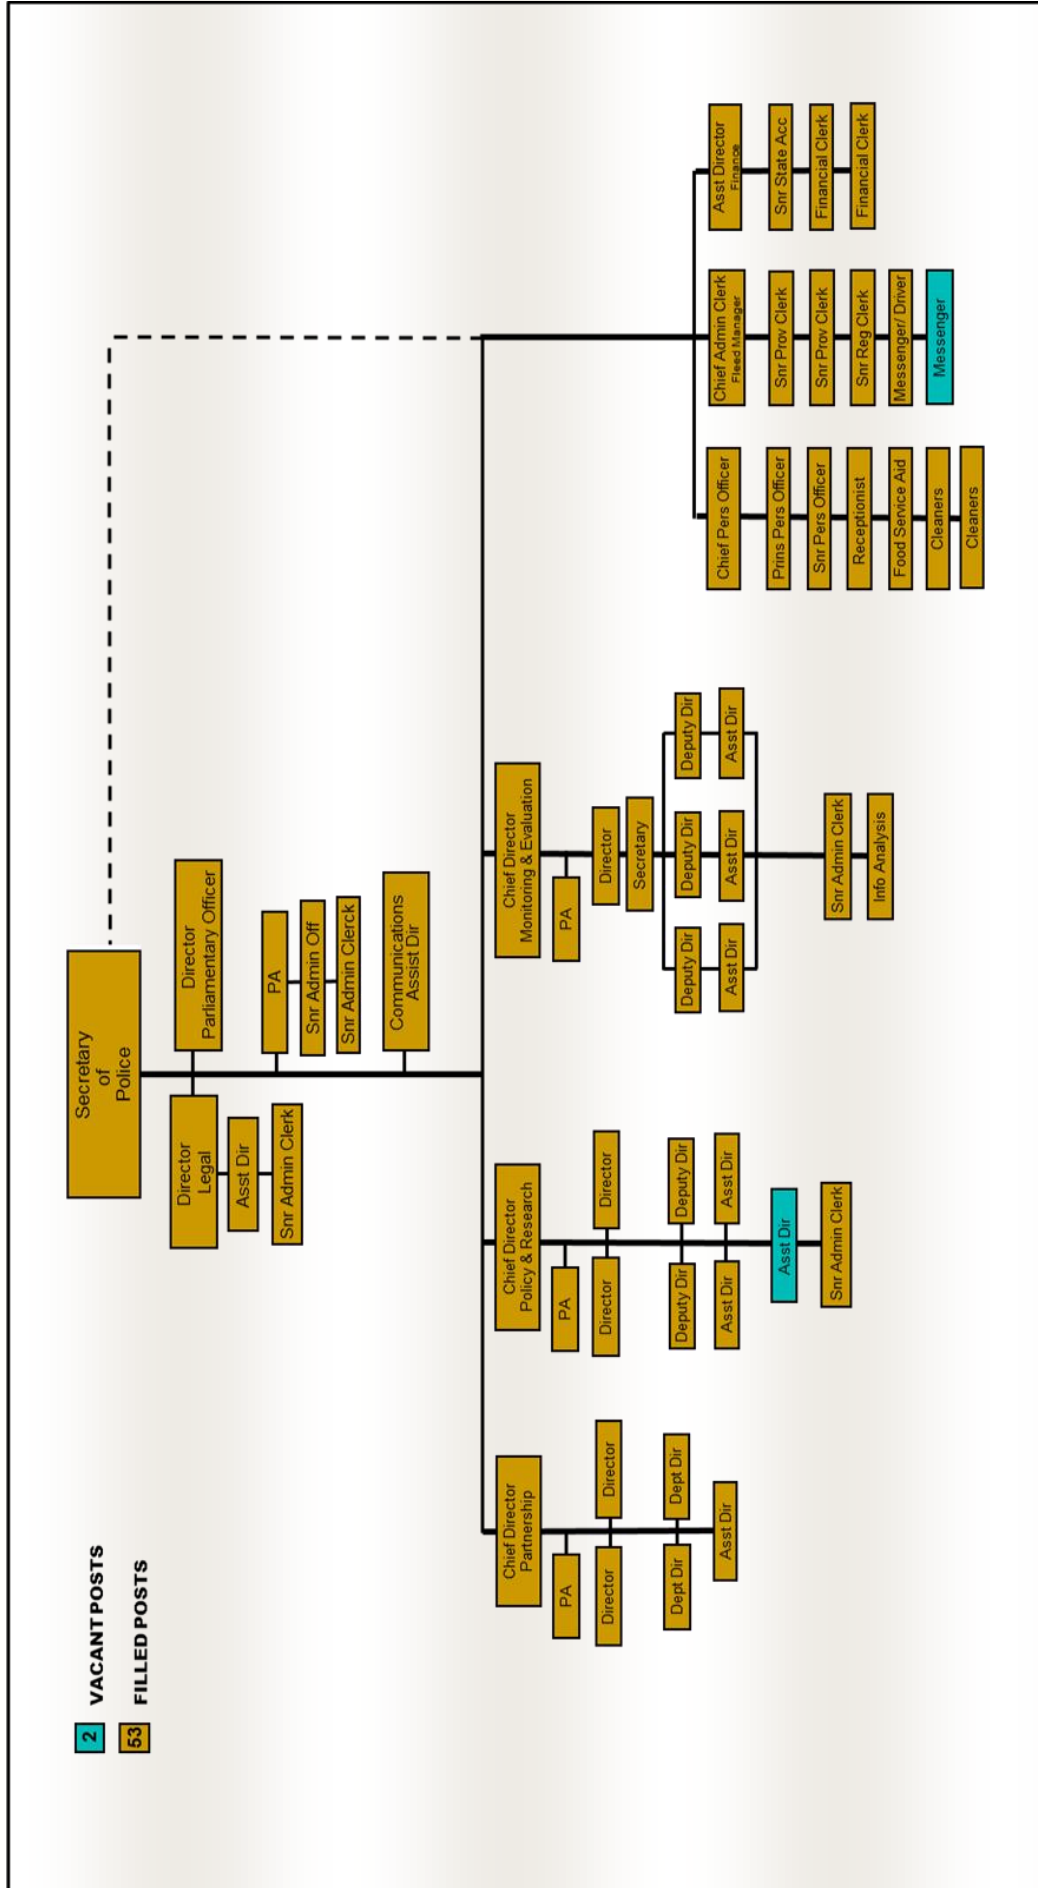 2 VACANT POSTS
53 FILLED POSTS
Secretary
of
Police
Director
Legal
Asst Dir
Snr Admin Clerk
Director
Parliamentary Officer
PA
Snr Admin Off
Snr Admin Clerck
Communications
Assist Dir
Chief Director
Partnership
PA
Director
Director
Dept Dir
Dept Dir
Asst Dir
Chief Director
Policy & Research
PA
Director
Director
Deputy Dir
Deputy Dir
Asst Dir
Asst Dir
Asst Dir
Snr Admin Clerk
Chief Director
Monitoring & Evaluation
PA
Director
Secretary
Deputy Dir
Deputy Dir
Deputy Dir
Asst Dir
Asst Dir
Asst Dir
Snr Admin Clerk
Info Analysis
Chief Pers Officer
Prins Pers Officer
Snr Pers Officer
Receptionist
Food Service Aid
Cleaners
Cleaners
Chief Admin Clerk
Fleed Manager
Snr Prov Clerk
Snr Prov Clerk
Snr Reg Clerk
Messenger/ Driver
Messenger
Asst Director
Finance
Snr State Acc
Financial Clerk
Financial Clerk